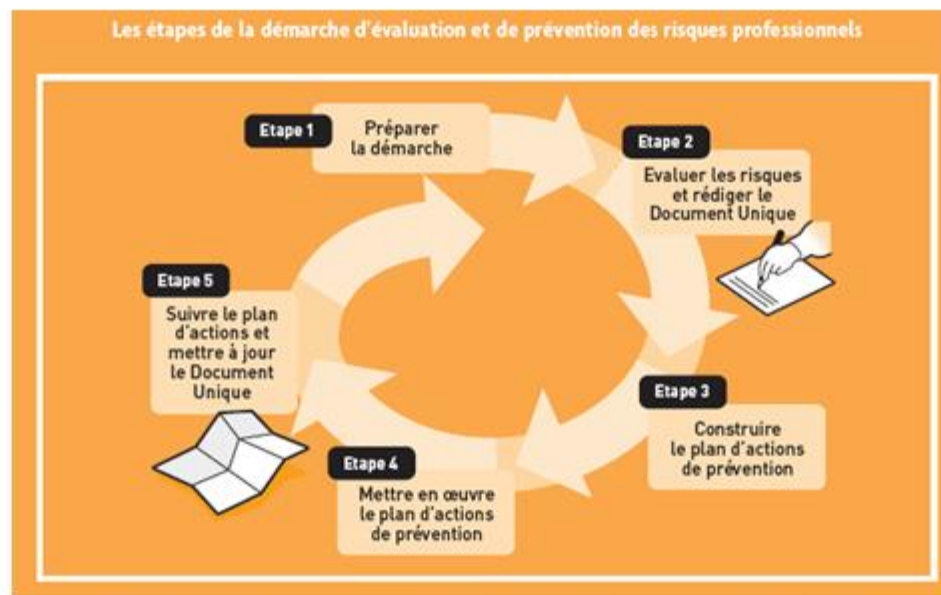 Les étapes de la démarche d'évaluation et de prévention des risques professionnels
Etape 1
Préparer
la démarche
Etape 2
Evaluer les risques
et rédiger le
Document Unique
Etape 3
Construire
le plan d'actions
de prévention
Etape 4
Mettre en œuvre
le plan d'actions
de prévention
Etape 5
Suivre le plan
d'actions et
mettre à jour
le Document
Unique